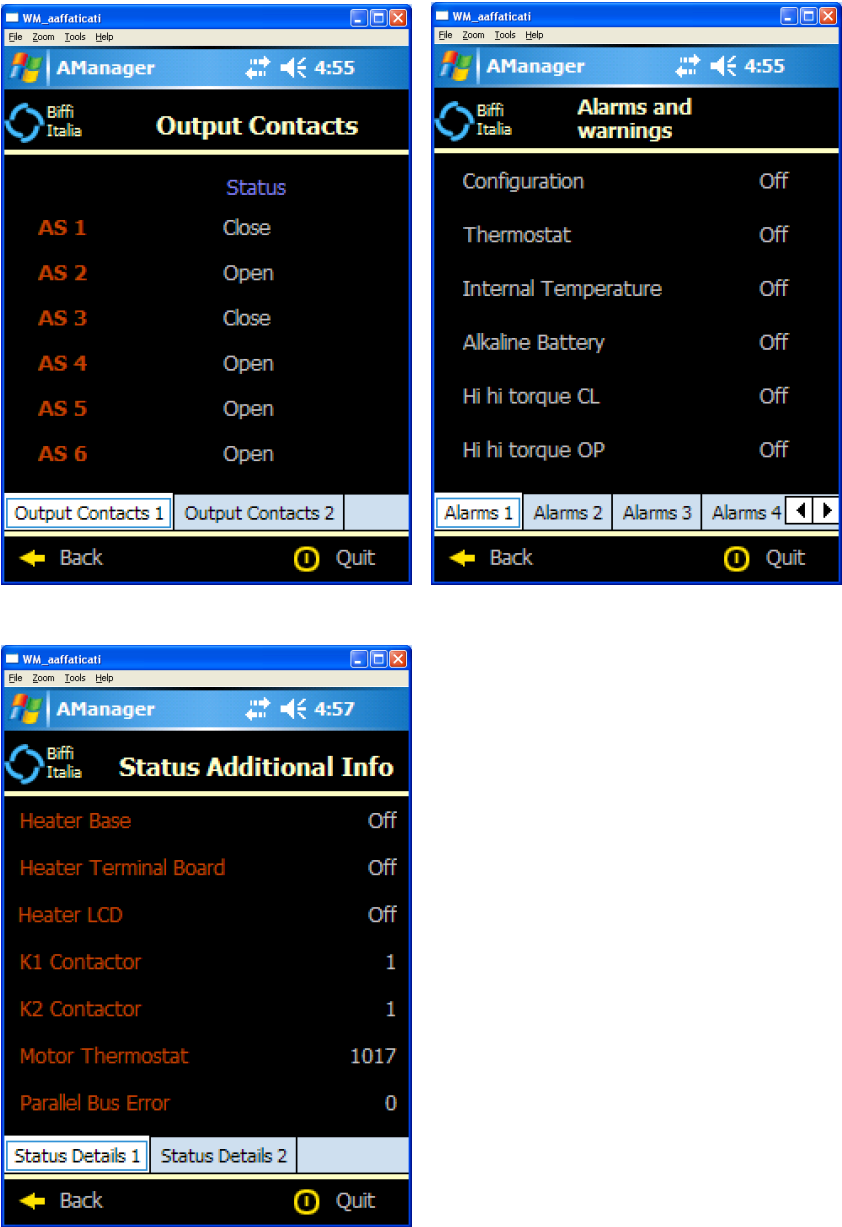 WM_aaffaticati
File Zoom Tools Help
AManager 4:55
Biffi
Italia
Output Contacts
Status
AS 1 Close
AS 2 Open
AS 3 Close
AS 4 Open
AS 5 Open
AS 6 Open
Output Contacts 1 Output Contacts 2
Back Quit
WM_aaffaticati
File Zoom Tools Help
AManager 4:55
Biffi
Italia
Alarms and
warnings
Configuration Off
Thermostat Off
Internal Temperature Off
Alkaline Battery Off
Hi hi torque CL Off
Hi hi torque OP Off
Alarms 1 Alarms 2 Alarms 3 Alarms 4
Back Quit
WM_aaffaticati
File Zoom Tools Help
AManager 4:57
Biffi
Italia
Status Additional Info
Heater Base Off
Heater Terminal Board Off
Heater LCD Off
K1 Contactor 1
K2 Contactor 1
Motor Thermostat 1017
Parallel Bus Error 0
Status Details 1 Status Details 2
Back Quit